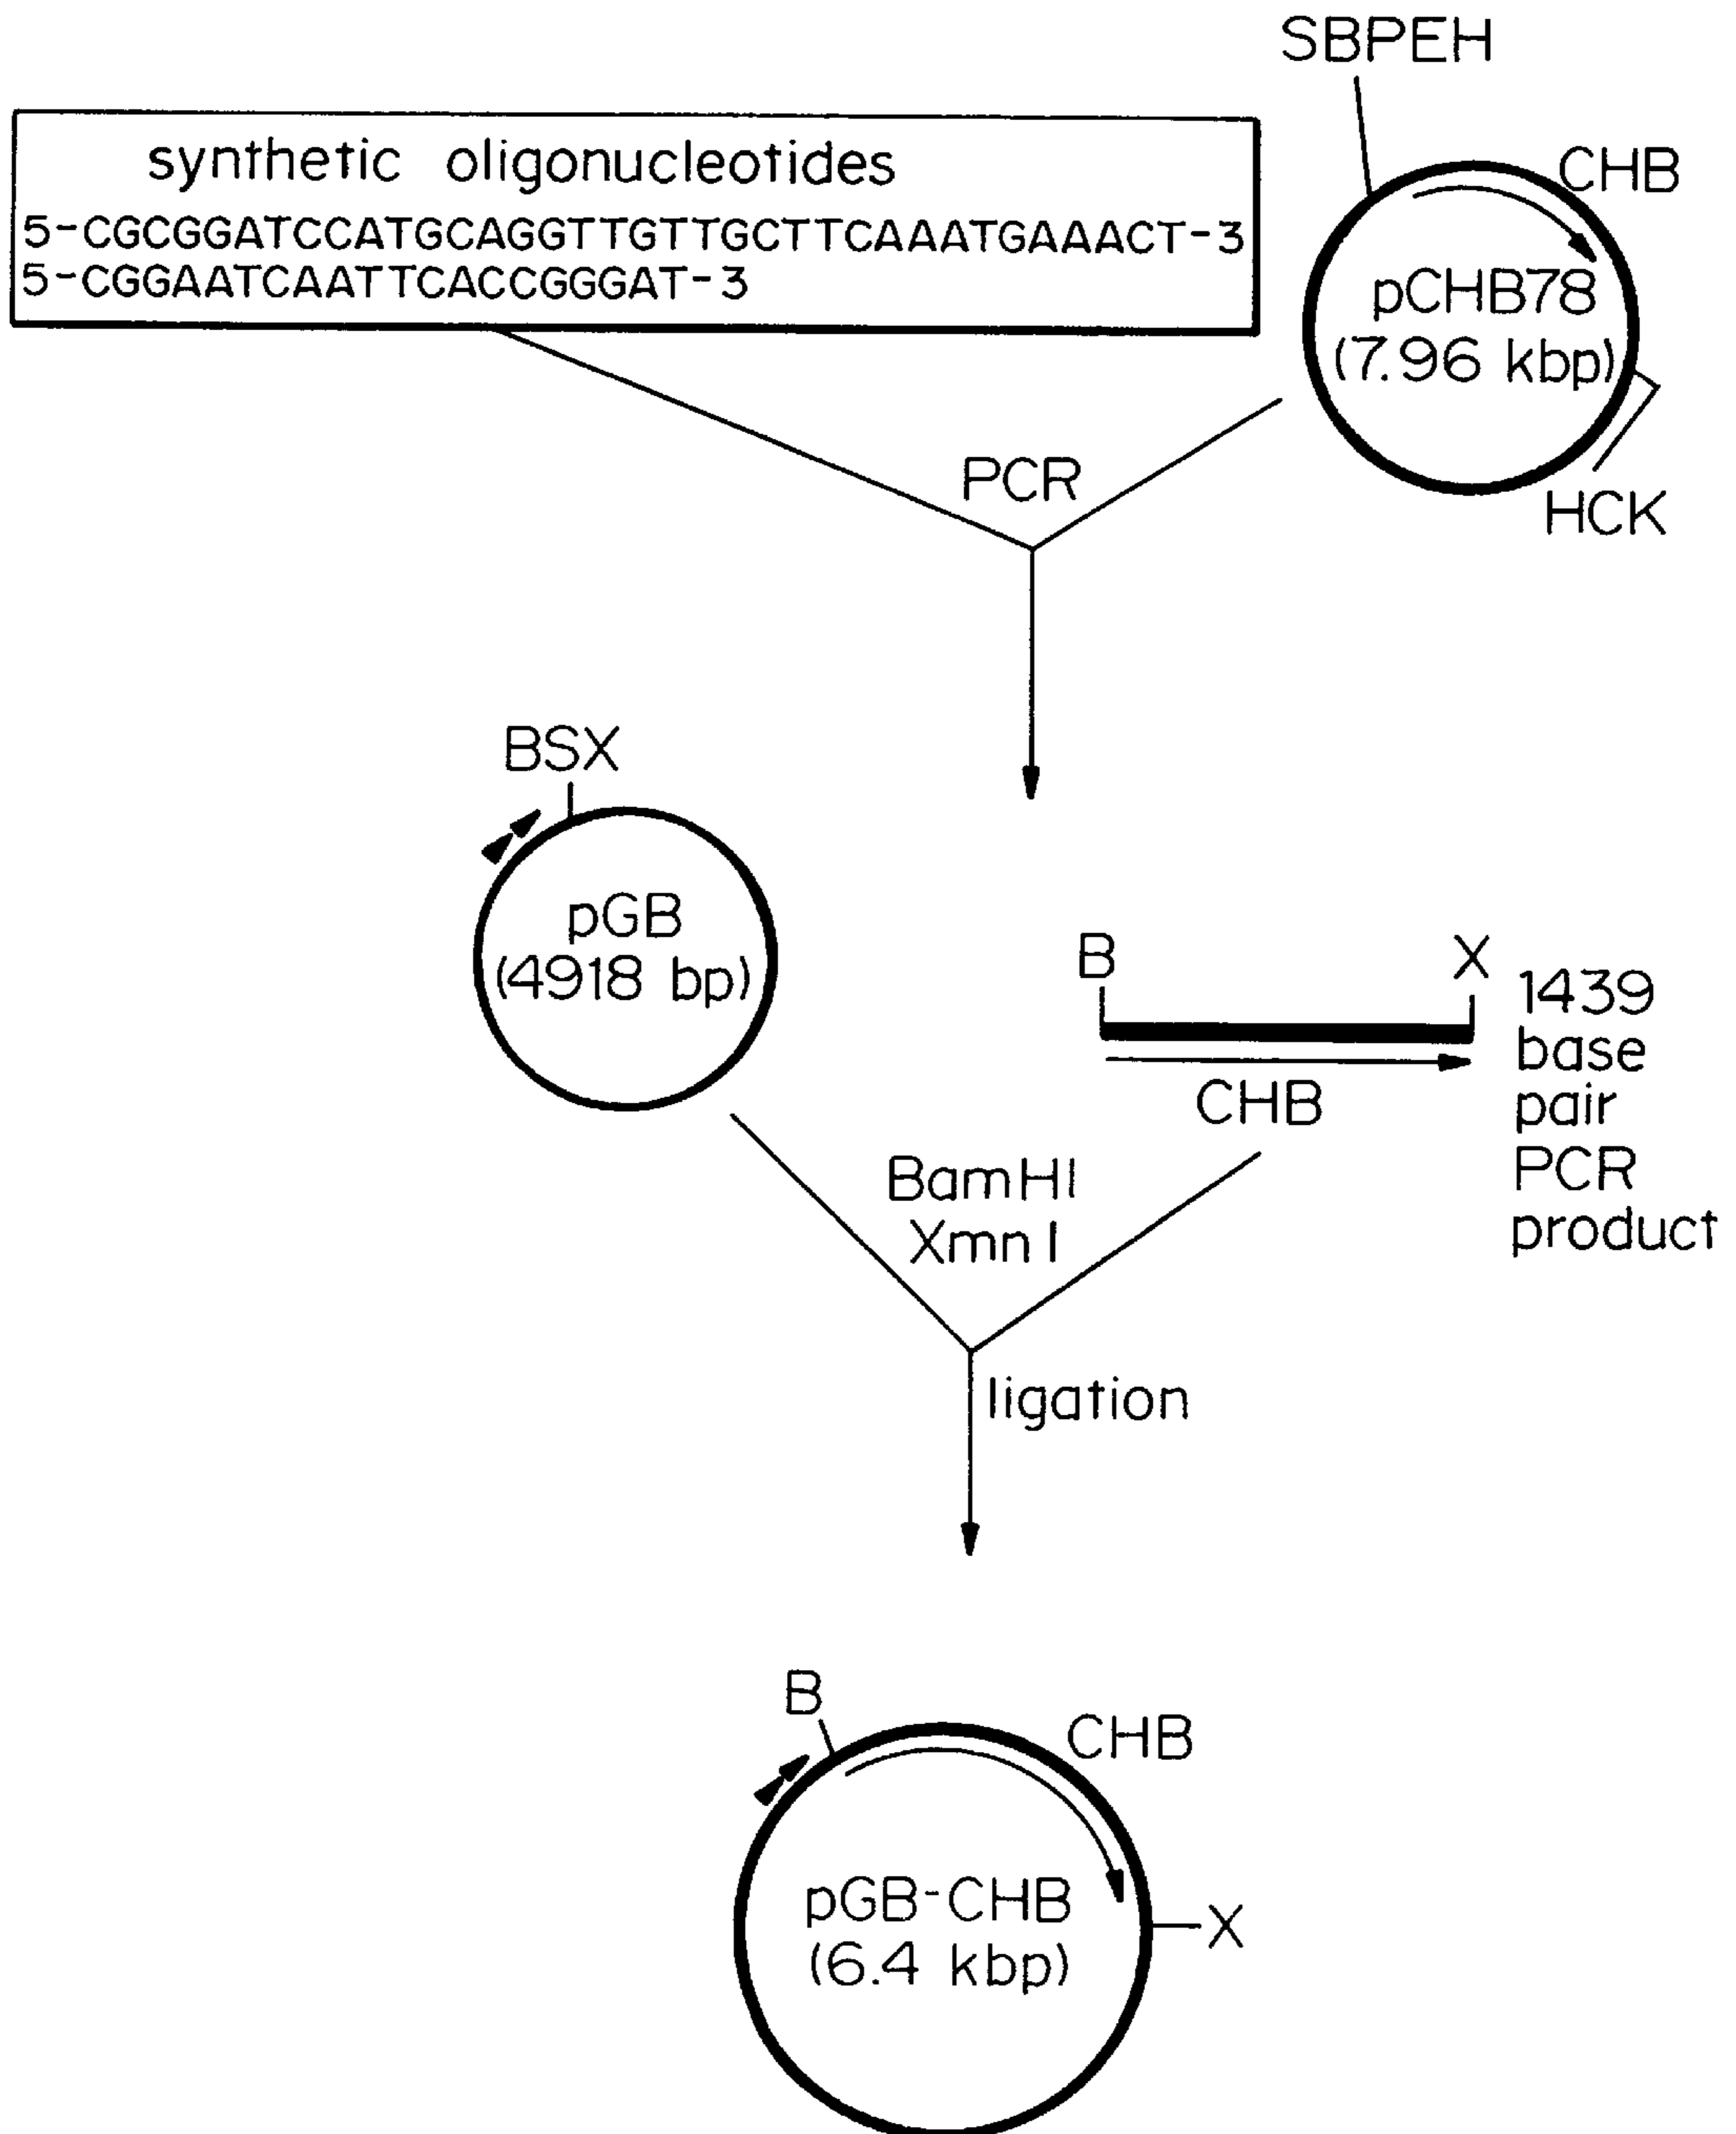 SBPEH
synthetic oligonucleotides
5-CGCGGATCCATGCAGGTTGTTGCTTCAAATGAAACT-3
5-CGGAATCAATTCACCGGGAT-3
CHB
pCHB78
(7.96 kbp)
HCK
PCR
BSX
pGB
(4918 bp)
B
X
1439
base
pair
PCR
product
CHB
BamHI
XmnI
ligation
B
CHB
pGB-CHB
(6.4 kbp)
X